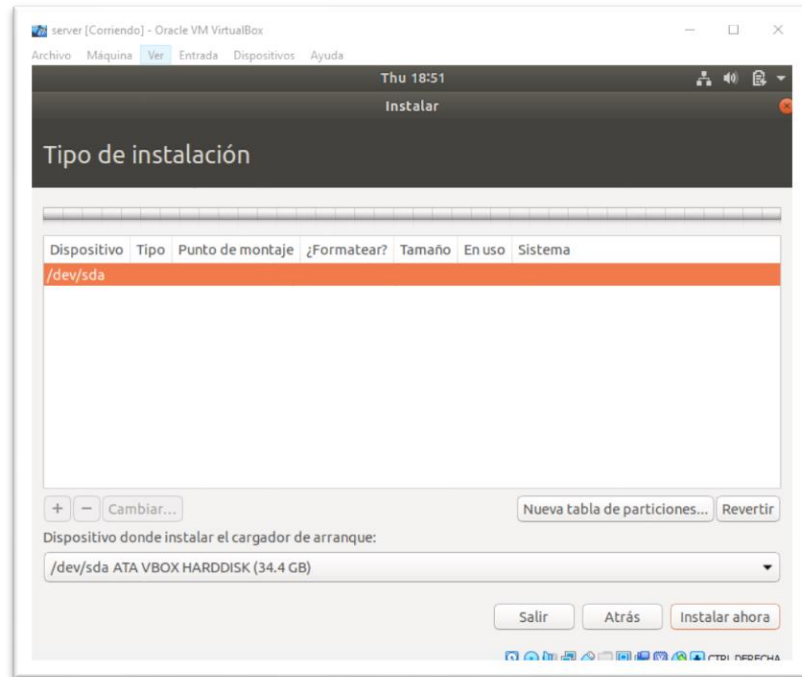 server [Corriendo] - Oracle VM VirtualBox
Archivo Máquina Ver Entrada Dispositivos Ayuda
Thu 18:51
Instalar
Tipo de instalación
Dispositivo Tipo Punto de montaje ¿Formatear? Tamaño En uso Sistema
/dev/sda
+ - Cambiar... Nueva tabla de particiones... Revertir
Dispositivo donde instalar el cargador de arranque:
/dev/sda ATA VBOX HARDDISK (34.4 GB)
Salir Atrás Instalar ahora
CTRL DERECHA